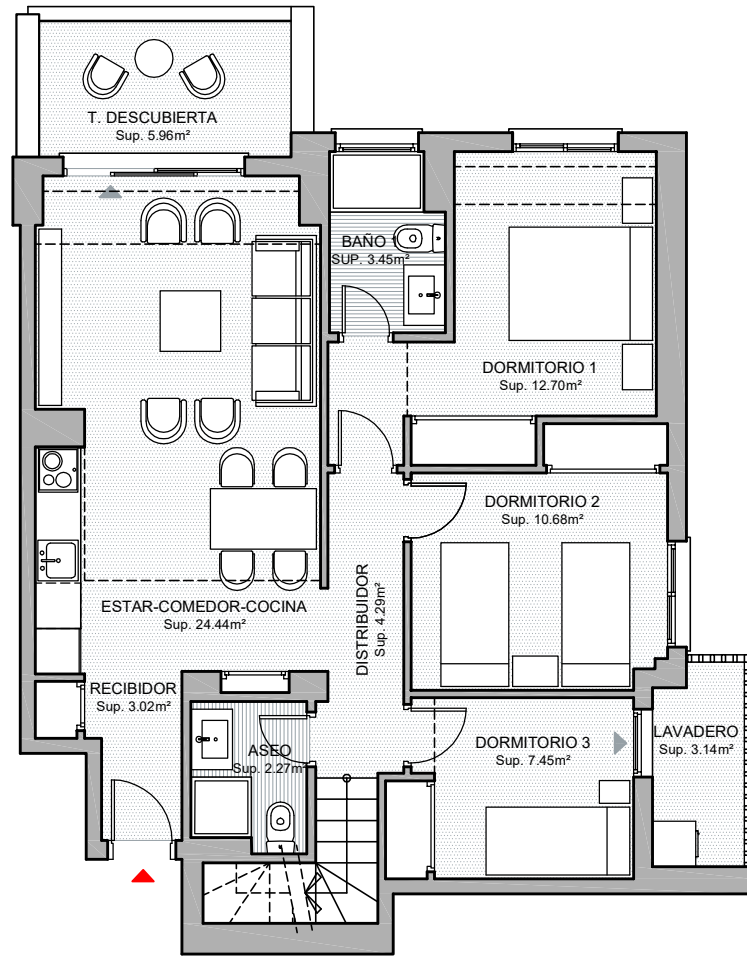 T. DESCUBIERTA
Sup. 5.96m²
BAÑO 1
SUP. 3.45m²
DORMITORIO 1
Sup. 12.70m²
DORMITORIO 2
Sup. 10.68m²
DISTRIBUIDOR
Sup. 4.29m²
ESTAR-COMEDOR-COCINA
Sup. 24.44m²
RECIBIDOR
Sup. 3.02m²
ASEO
Sup. 2.27m²
DORMITORIO 3
Sup. 7.45m²
LAVADERO
Sup. 3.14m²